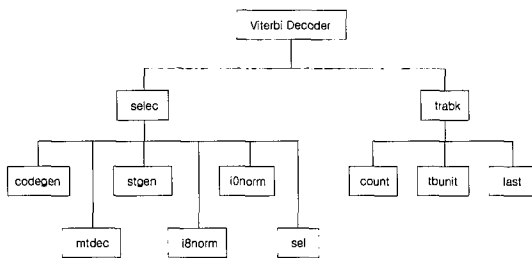 Viterbi Decoder
selec
trabk
codegen
stgen
i0norm
count
tbunit
last
mtdec
i8norm
sel